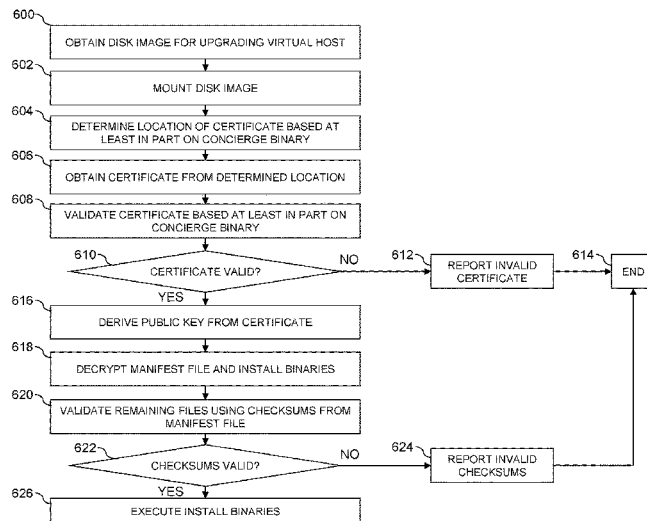 600
OBTAIN DISK IMAGE FOR UPGRADING VIRTUAL HOST
602
MOUNT DISK IMAGE
604
DETERMINE LOCATION OF CERTIFICATE BASED AT
LEAST IN PART ON CONCIERGE BINARY
606
OBTAIN CERTIFICATE FROM DETERMINED LOCATION
608
VALIDATE CERTIFICATE BASED AT LEAST IN PART ON
CONCIERGE BINARY
610
CERTIFICATE VALID?
NO
612
REPORT INVALID
CERTIFICATE
614
END
YES
616
DERIVE PUBLIC KEY FROM CERTIFICATE
618
DECRYPT MANIFEST FILE AND INSTALL BINARIES
620
VALIDATE REMAINING FILES USING CHECKSUMS FROM
MANIFEST FILE
622
CHECKSUMS VALID?
NO
624
REPORT INVALID
CHECKSUMS
YES
626
EXECUTE INSTALL BINARIES